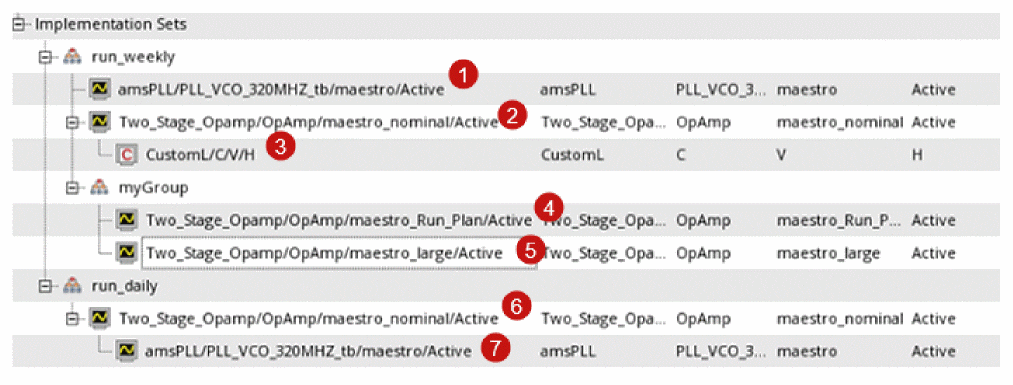 Implementation Sets
run_weekly
amsPLL/PLL_VCO_320MHZ_tb/maestro/Active 1 amsPLL PLL_VCO_3... maestro Active
Two_Stage_Opamp/OpAmp/maestro_nominal/Active 2 Two_Stage_Opa... OpAmp maestro_nominal Active
C CustomL/C/V/H 3 CustomL C V H
myGroup
Two_Stage_Opamp/OpAmp/maestro_Run_Plan/Active 4 Two_Stage_Opa... OpAmp maestro_Run_P... Active
Two_Stage_Opamp/OpAmp/maestro_large/Active 5 Two_Stage_Opa... OpAmp maestro_large Active
run_daily
Two_Stage_Opamp/OpAmp/maestro_nominal/Active 6 Two_Stage_Opa... OpAmp maestro_nominal Active
amsPLL/PLL_VCO_320MHZ_tb/maestro/Active 7 amsPLL PLL_VCO_3... maestro Active